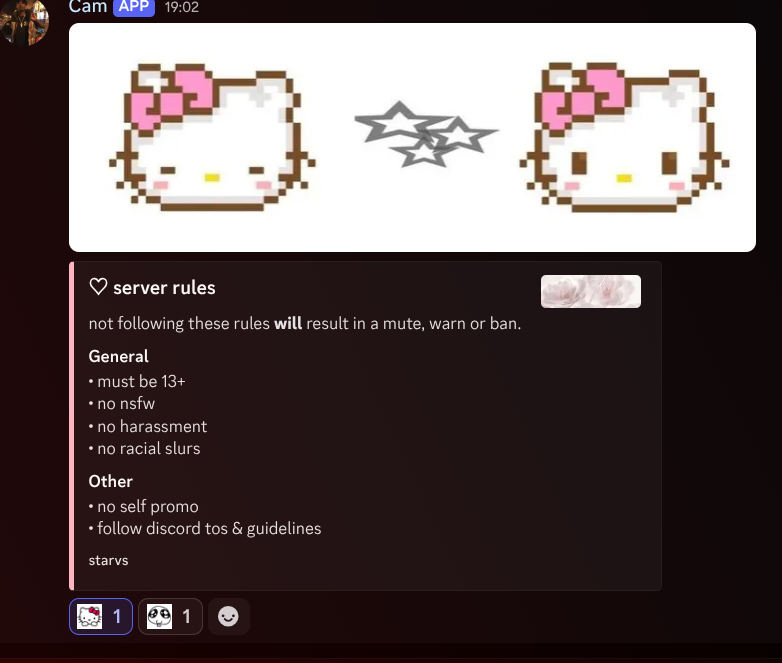 Cam APP 19:02
♡ server rules
not following these rules will result in a mute, warn or ban.
General
• must be 13+
• no nsfw
• no harassment
• no racial slurs
Other
• no self promo
• follow discord tos & guidelines
starvs
1 1